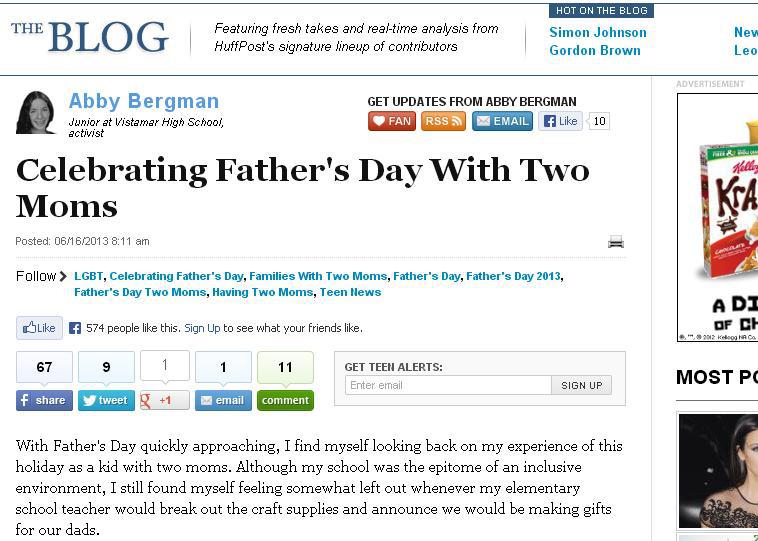 THE BLOG
Featuring fresh takes and real-time analysis from
HuffPost's signature lineup of contributors
HOT ON THE BLOG
Simon Johnson
Gordon Brown
New
Leo
ADVERTISEMENT
Abby Bergman
Junior at Vistamar High School,
activist
GET UPDATES FROM ABBY BERGMAN
FAN RSS EMAIL Like 10
Celebrating Father's Day With Two
Moms
Posted: 06/16/2013 8:11 am
Follow LGBT, Celebrating Father's Day, Families With Two Moms, Father's Day, Father's Day 2013,
Father's Day Two Moms, Having Two Moms, Teen News
Like 574 people like this. Sign Up to see what your friends like.
67 9 1 1 11
share tweet +1 email comment
GET TEEN ALERTS:
Enter email SIGN UP
With Father's Day quickly approaching, I find myself looking back on my experience of this
holiday as a kid with two moms. Although my school was the epitome of an inclusive
environment, I still found myself feeling somewhat left out whenever my elementary
school teacher would break out the craft supplies and announce we would be making gifts
for our dads.
Kellog
KRA
CHOCOLATE
A DI
OF CH
®, ™, © 2012 Kellogg NA Co.
MOST PO